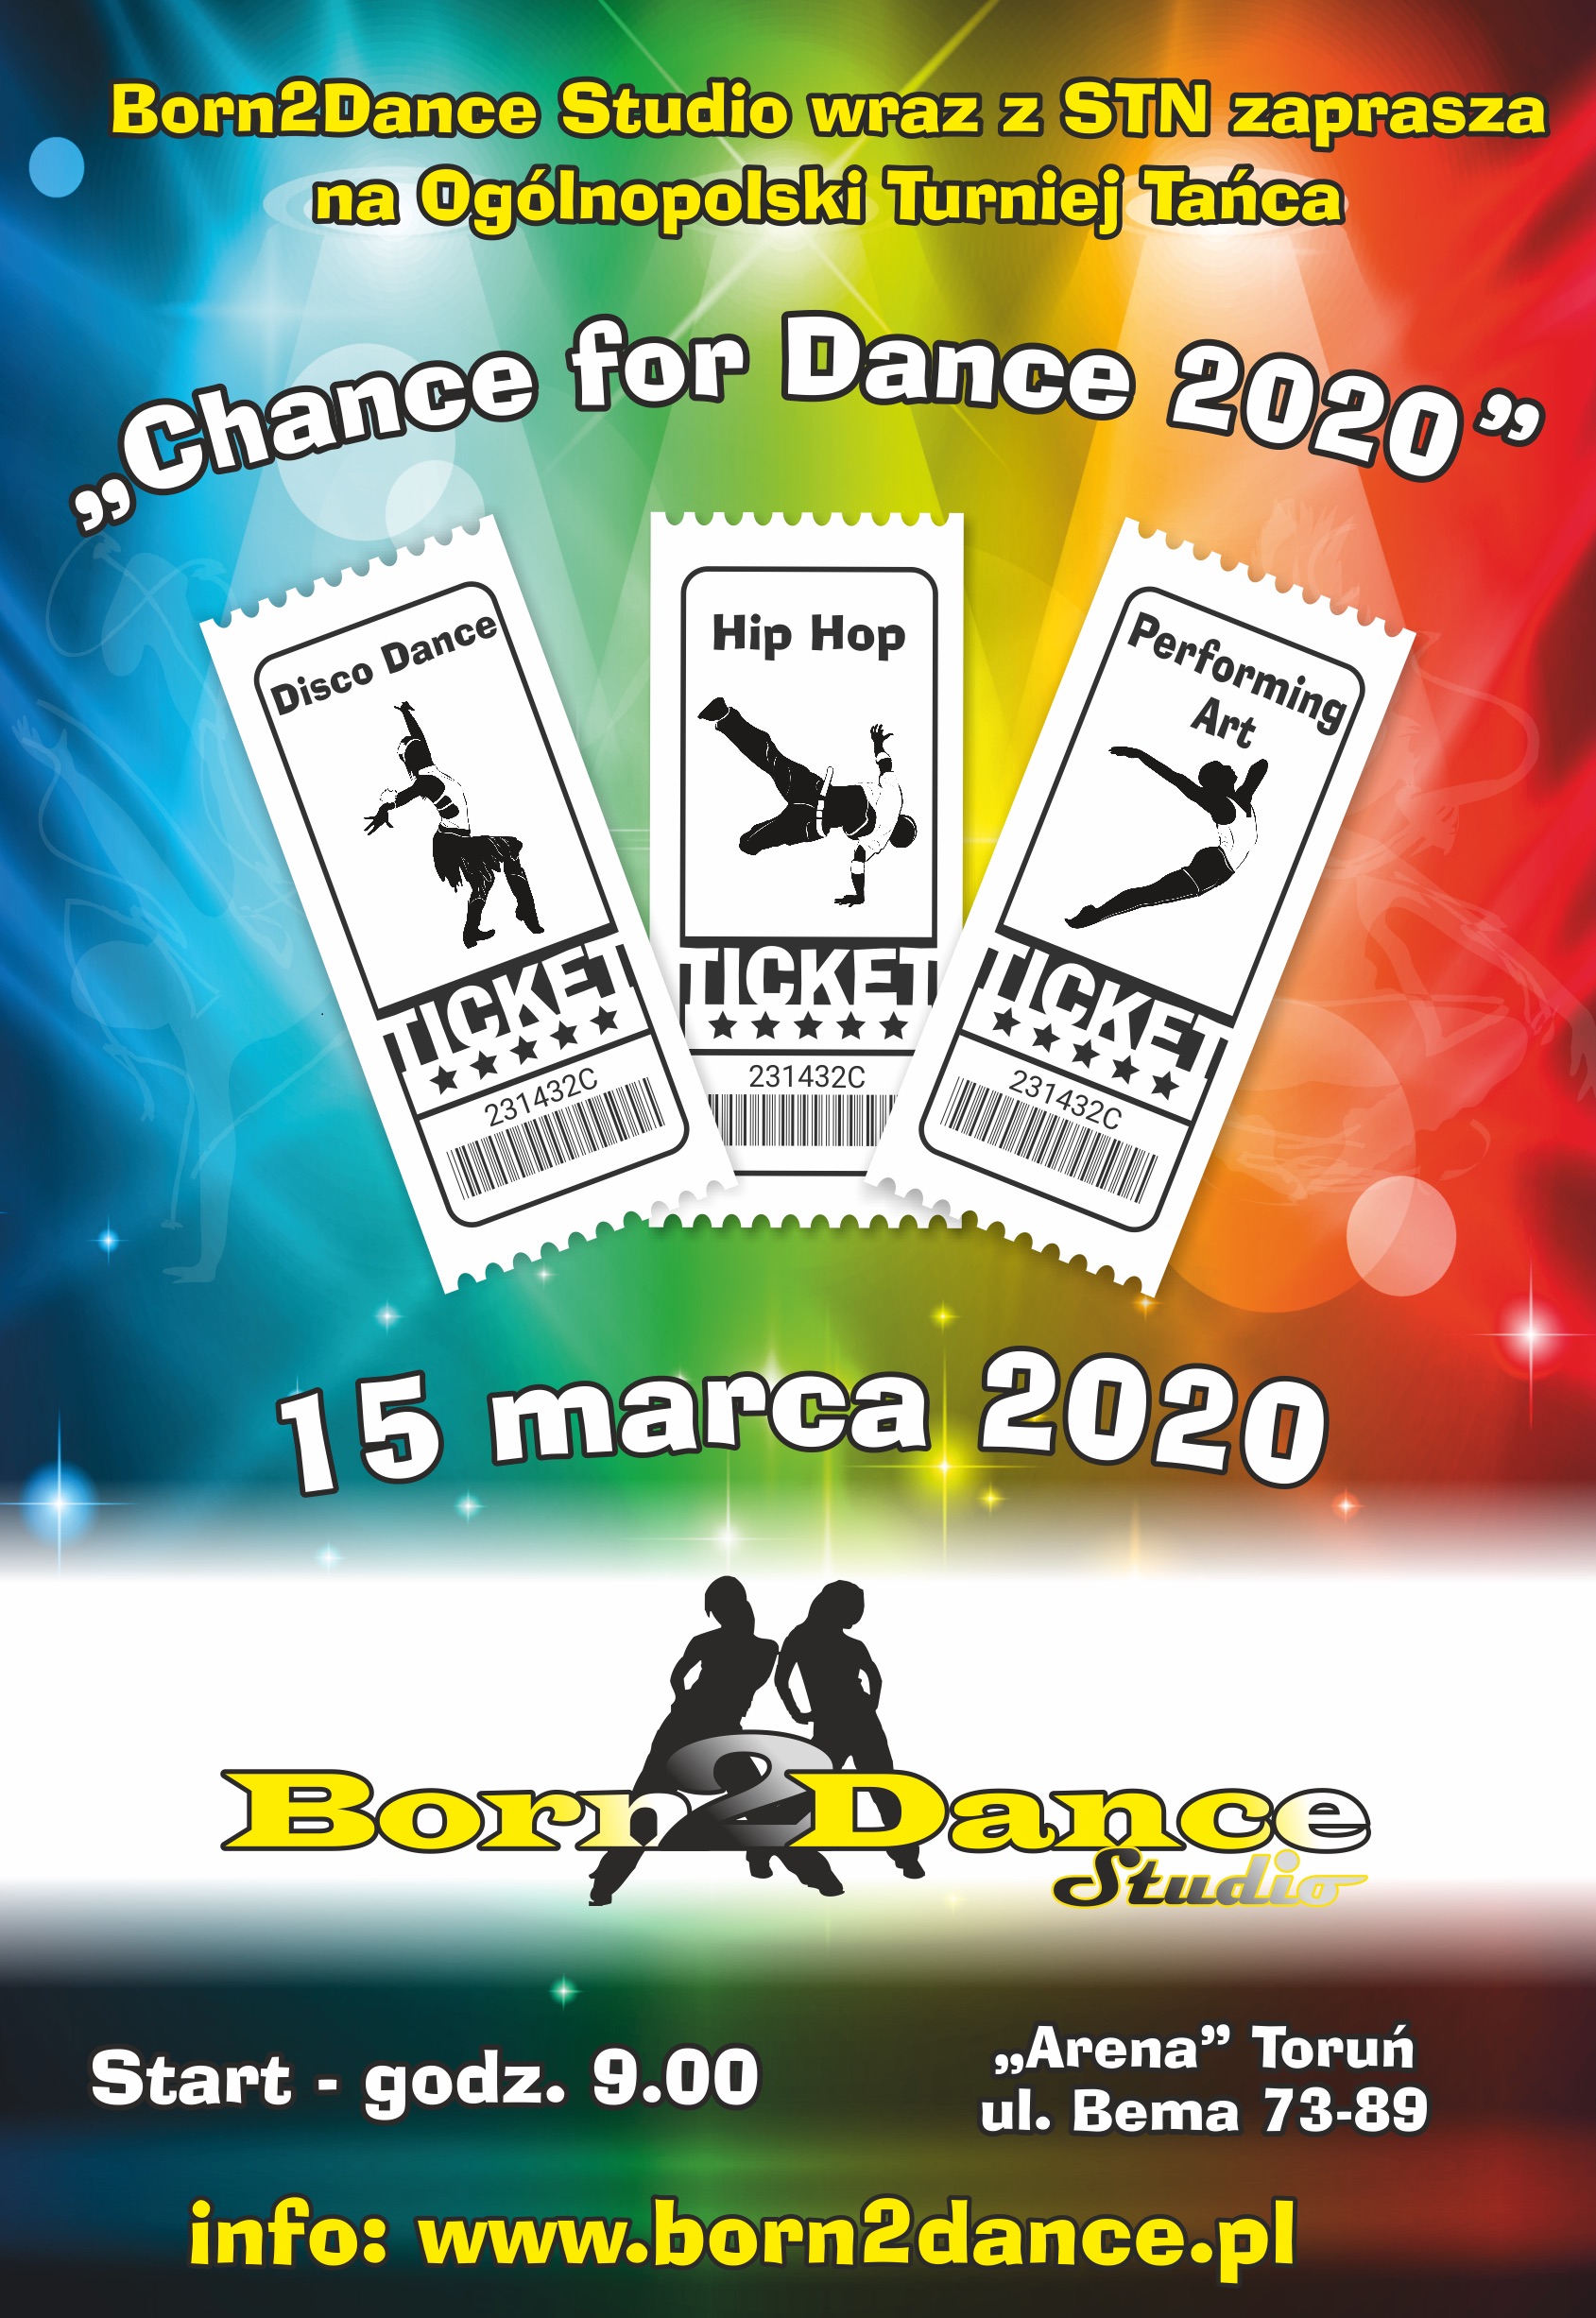 Born2Dance Studio wraz z STN zaprasza
na Ogólnopolski Turniej Tańca
„Chance for Dance 2020”
Disco Dance
TICKET
231432C
Hip Hop
TICKET
231432C
Performing
Art
TICKET
231432C
15 marca 2020
Born2Dance
Studio
Start - godz. 9.00
„Arena” Toruń
ul. Bema 73-89
info: www.born2dance.pl